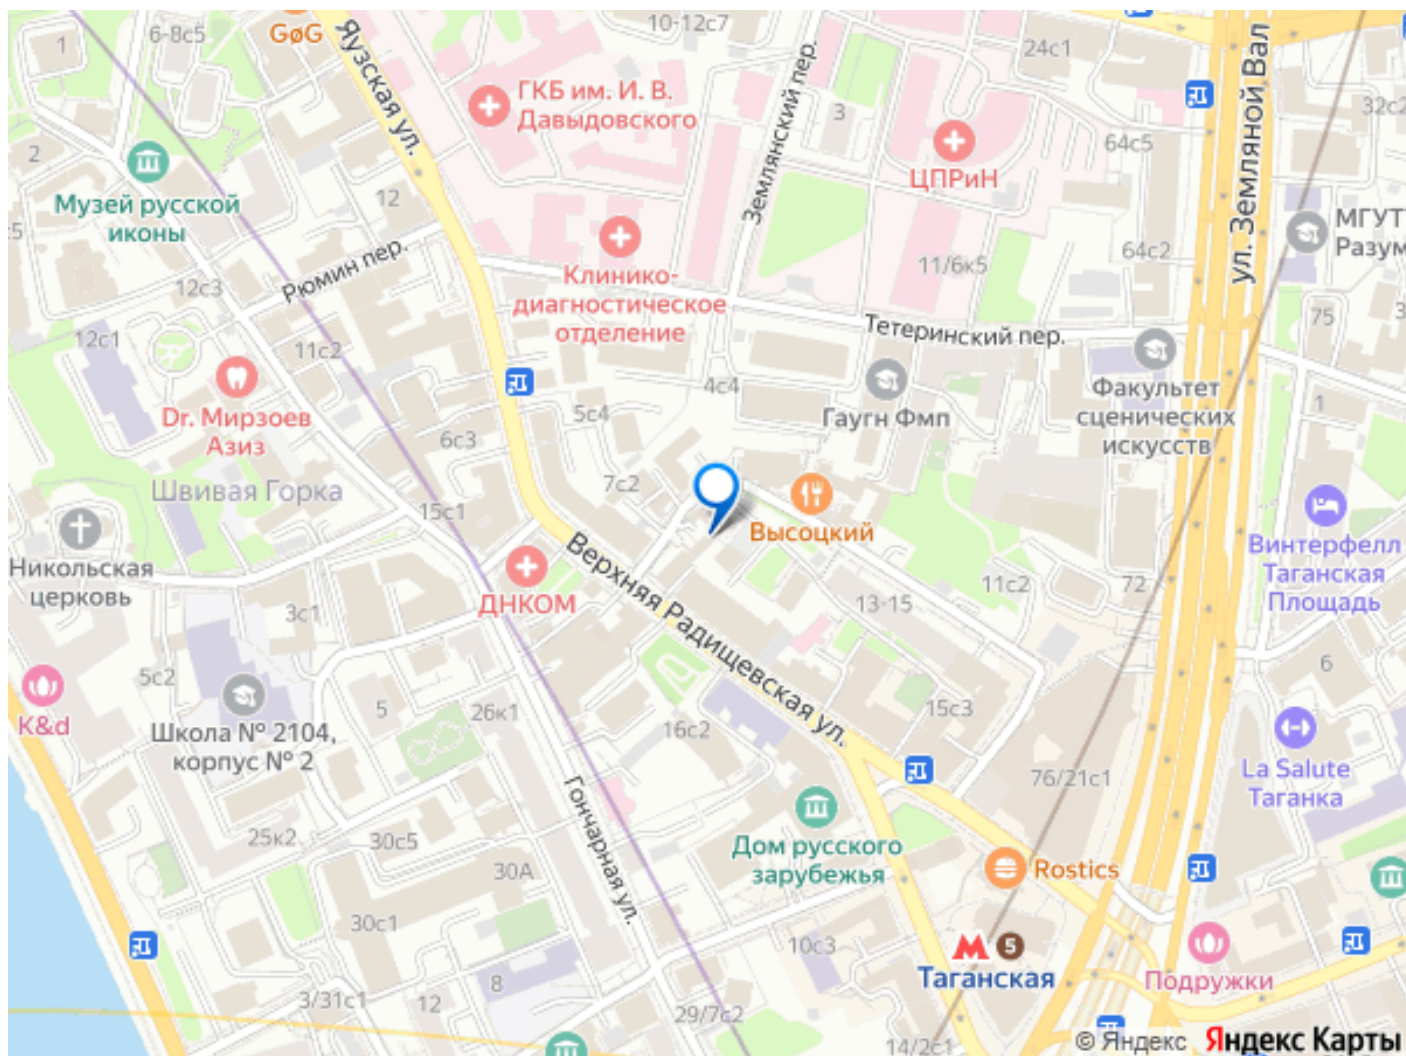 1
6-8с5
GøG
10-12с7
24с1
32с2
Яузская ул.
ГКБ им. И. В.
Давыдовского
Землянский пер.
3
ЦПРиН
64с5
ул. Земляной Вал
2
Музей русской
иконы
12
Рюмин пер.
12с3
Клинико-
диагностическое
отделение
11/6к5
64с2
МГУТ
Разум
75
12с1
11с2
Тетеринский пер.
4с4
Dr. Мирзоев
Азиз
6с3
5с4
Гаугн Фмп
Факультет
сценических
искусств
1
Швивая Горка
15с1
7с2
Высоцкий
Никольская
церковь
ДНКОМ
3с1
Верхняя Радищевская ул.
13-15
11с2
72
Винтерфелл
Таганская
Площадь
6
5с2
K&d
Школа № 2104,
корпус № 2
5
26к1
16с2
15с3
76/21с1
La Salute
Таганка
25к2
30с5
30А
30с1
Гончарная ул.
Дом русского
зарубежья
Rostics
10с3
5
Таганская
Подружки
3/31с1
12
8
29/7с2
14/2с1
© Яндекс Яндекс Карты